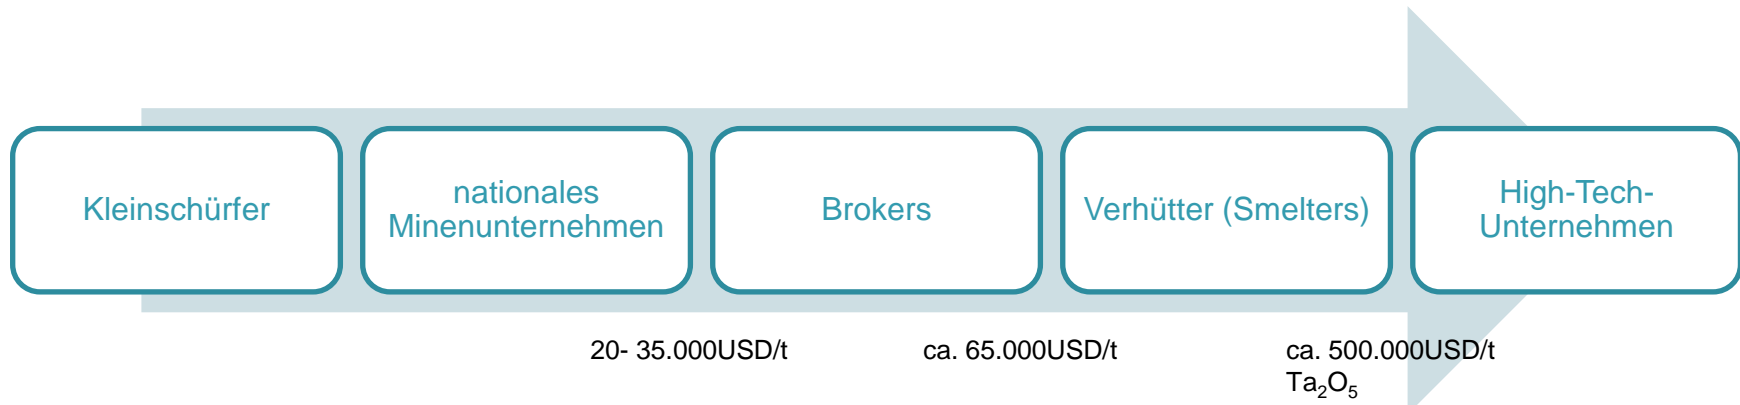 Kleinschürfer
nationales
Minenunternehmen
Brokers
Verhütter (Smelters)
High-Tech-
Unternehmen
20- 35.000USD/t
ca. 65.000USD/t
ca. 500.000USD/t
Ta₂O₅